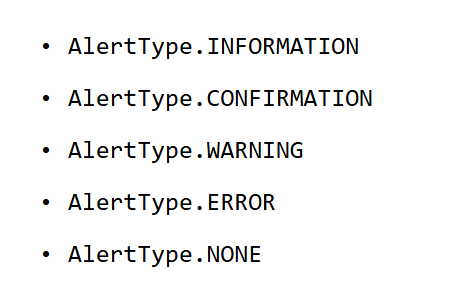 • AlertType.INFORMATION
• AlertType.CONFIRMATION
• AlertType.WARNING
• AlertType.ERROR
• AlertType.NONE